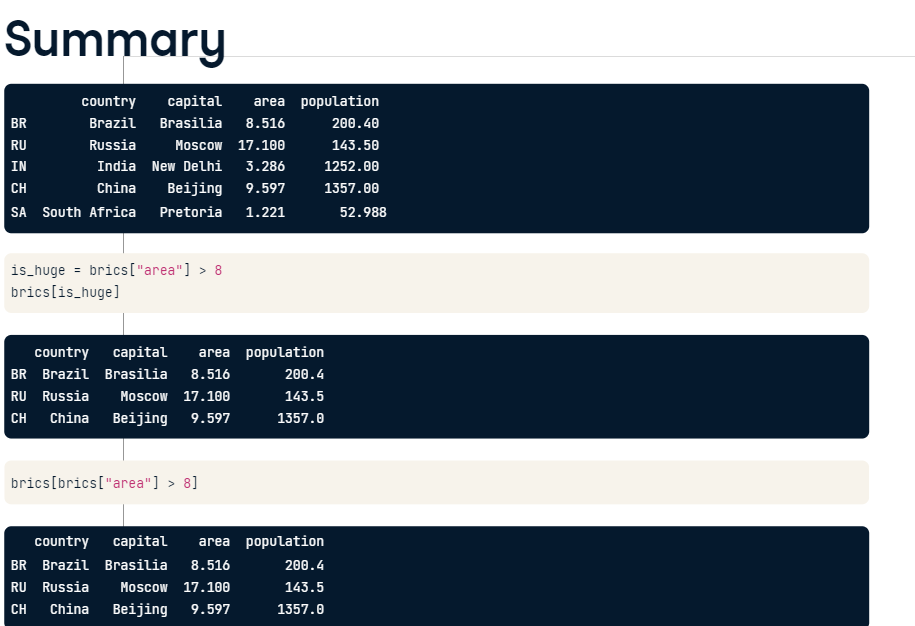 Summary
country capital area population
BR Brazil Brasilia 8.516 200.40
RU Russia Moscow 17.100 143.50
IN India New Delhi 3.286 1252.00
CH China Beijing 9.597 1357.00
SA South Africa Pretoria 1.221 52.988
is_huge = brics["area"] > 8
brics[is_huge]
country capital area population
BR Brazil Brasilia 8.516 200.4
RU Russia Moscow 17.100 143.5
CH China Beijing 9.597 1357.0
brics[brics["area"] > 8]
country capital area population
BR Brazil Brasilia 8.516 200.4
RU Russia Moscow 17.100 143.5
CH China Beijing 9.597 1357.0